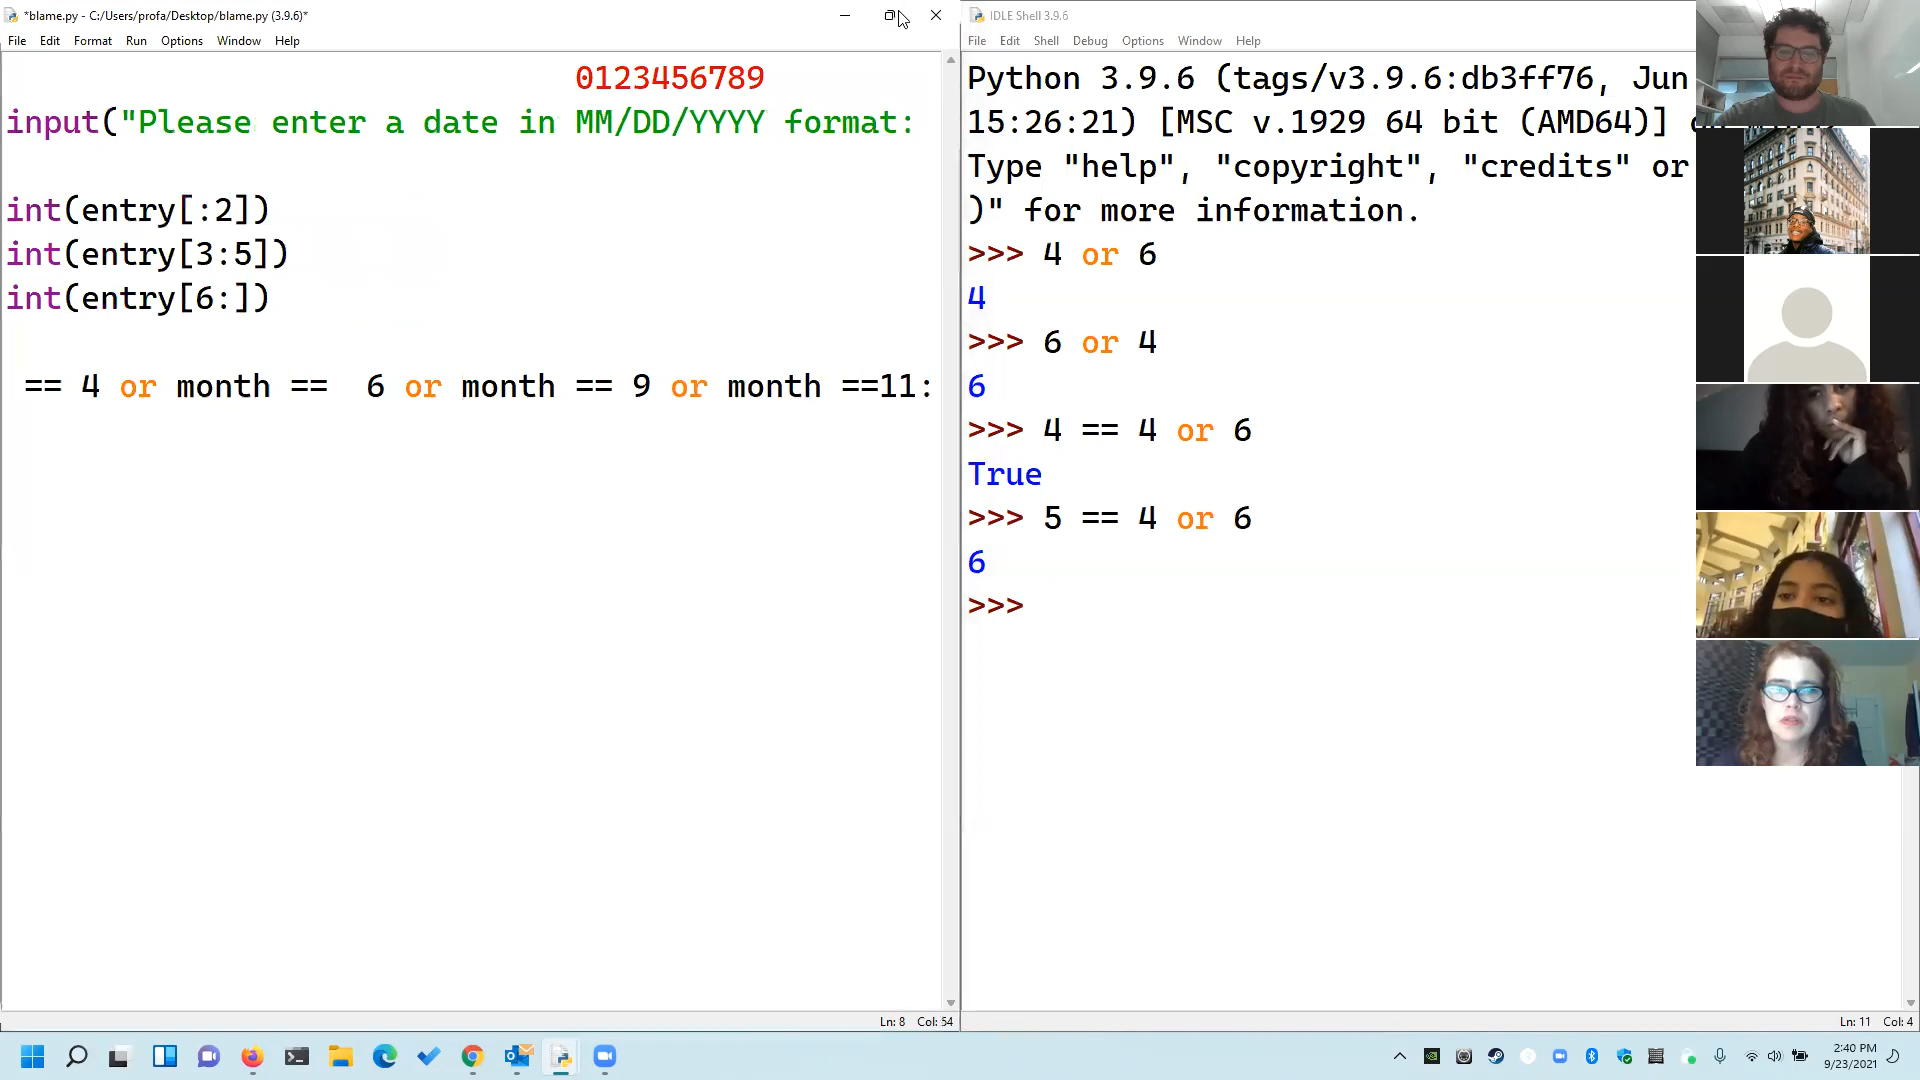 *blame.py - C:/Users/profa/Desktop/blame.py (3.9.6)*
File Edit Format Run Options Window Help
0123456789
input("Please enter a date in MM/DD/YYYY format:
int(entry[:2])
int(entry[3:5])
int(entry[6:])
== 4 or month ==  6 or month == 9 or month ==11:
Ln: 8 Col: 54
IDLE Shell 3.9.6
File Edit Shell Debug Options Window Help
Python 3.9.6 (tags/v3.9.6:db3ff76, Jun
15:26:21) [MSC v.1929 64 bit (AMD64)]
Type "help", "copyright", "credits" or
)" for more information.
>>> 4 or 6
4
>>> 6 or 4
6
>>> 4 == 4 or 6
True
>>> 5 == 4 or 6
6
>>>
Ln: 11 Col: 4
2:40 PM
9/23/2021